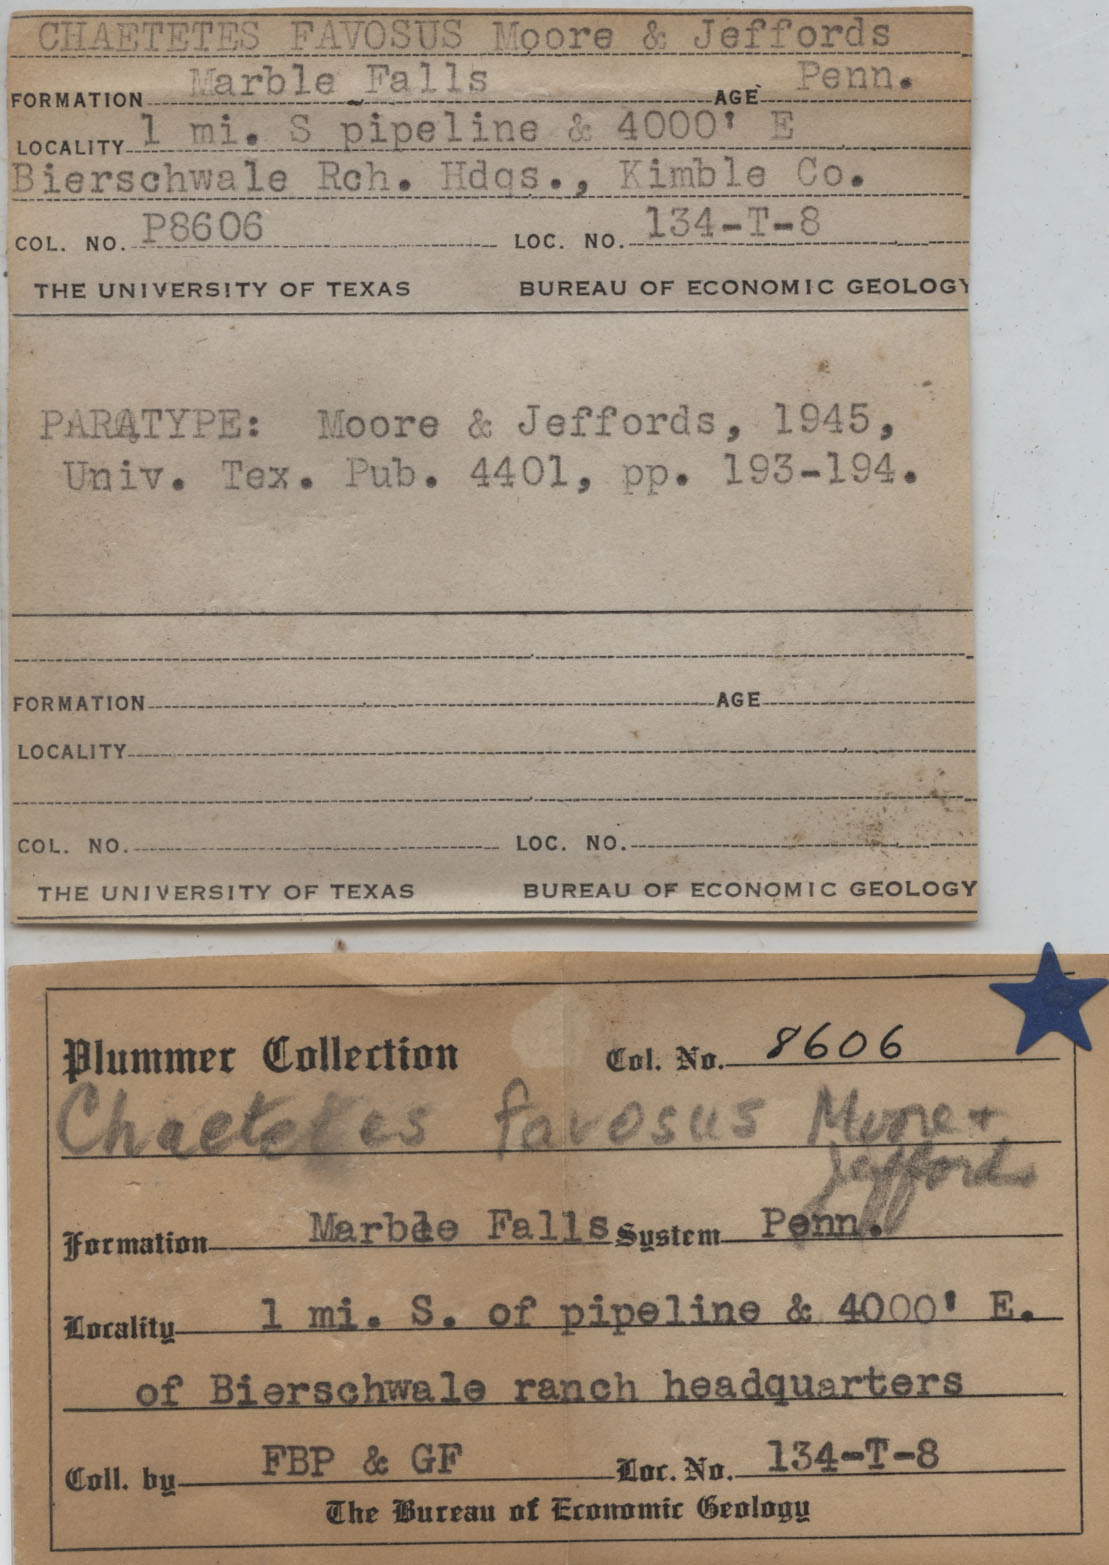 CHAETETES FAVOSUS Moore & Jeffords
FORMATION Marble Falls AGE Penn.
LOCALITY 1 mi. S pipeline & 4000' E
Bierschwale Rch. Hdqs., Kimble Co.
COL. NO. P8606 LOC. NO. 134-T-8
THE UNIVERSITY OF TEXAS BUREAU OF ECONOMIC GEOLOGY
PARATYPE: Moore & Jeffords, 1945,
Univ. Tex. Pub. 4401, pp. 193-194.
FORMATION AGE
LOCALITY
COL. NO. LOC. NO.
THE UNIVERSITY OF TEXAS BUREAU OF ECONOMIC GEOLOGY
Plummer Collection Col. No. 8606
Chaetetes favosus Moore +
Jeffords
Formation Marble Falls System Penn.
Locality 1 mi. S. of pipeline & 4000' E.
of Bierschwale ranch headquarters
Coll. by FBP & GF Loc. No. 134-T-8
The Bureau of Economic Geology